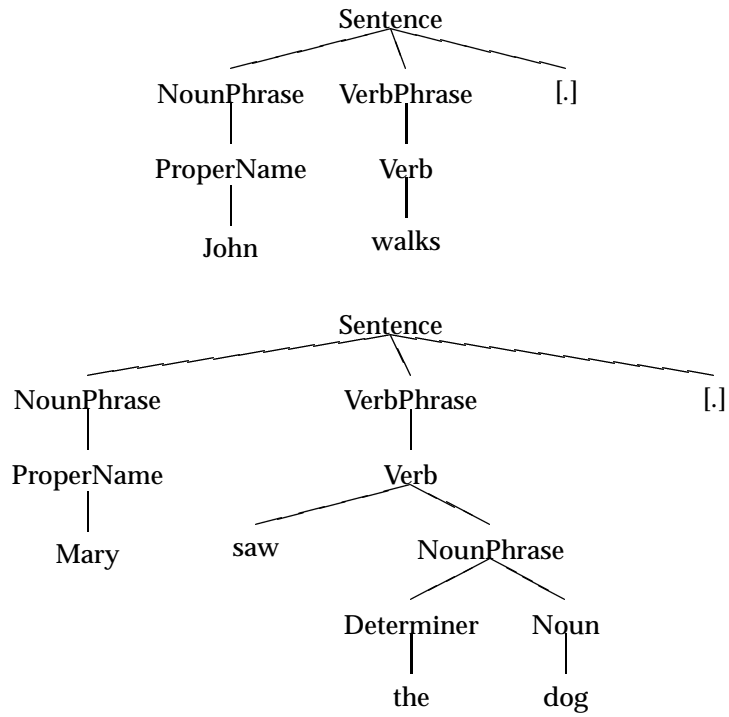 Sentence
NounPhrase VerbPhrase [.]
ProperName Verb
John walks
Sentence
NounPhrase VerbPhrase [.]
ProperName Verb
Mary saw NounPhrase
Determiner Noun
the dog